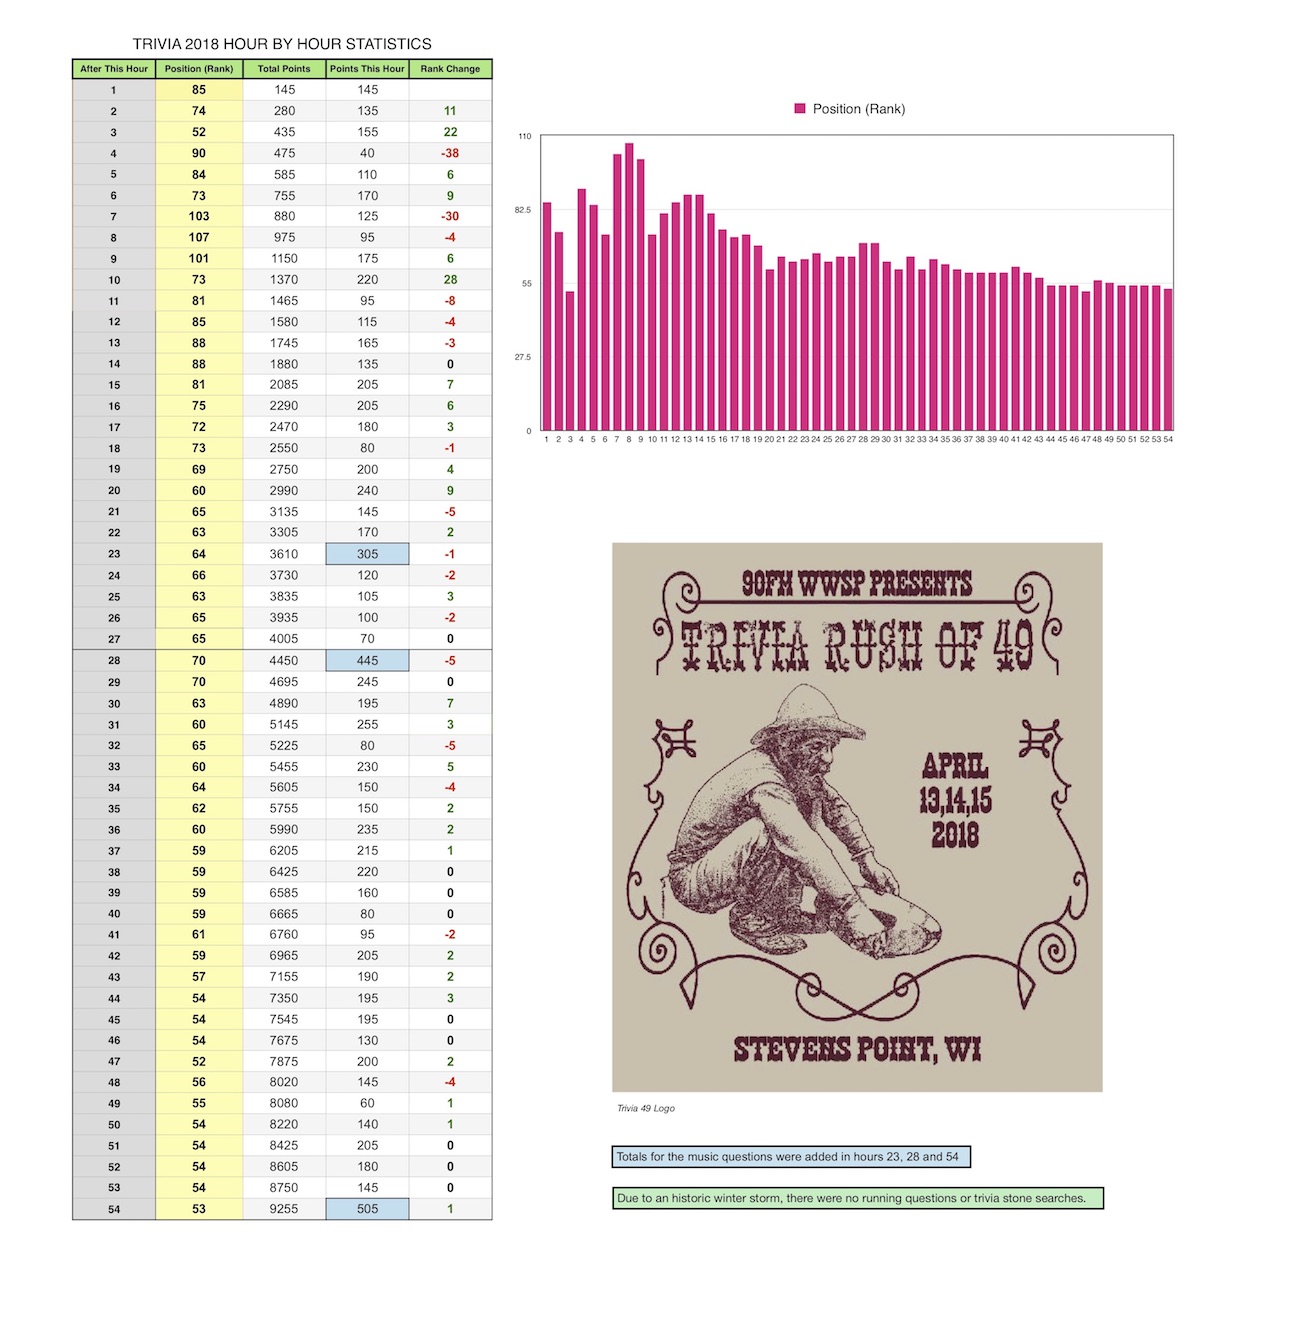 TRIVIA 2018 HOUR BY HOUR STATISTICS
After This Hour Position (Rank) Total Points Points This Hour Rank Change
1 85 145 145
2 74 280 135 11
3 52 435 155 22
4 90 475 40 -38
5 84 585 110 6
6 73 755 170 9
7 103 880 125 -30
8 107 975 95 -4
9 101 1150 175 6
10 73 1370 220 28
11 81 1465 95 -8
12 85 1580 115 -4
13 88 1745 165 -3
14 88 1880 135 0
15 81 2085 205 7
16 75 2290 205 6
17 72 2470 180 3
18 73 2550 80 -1
19 69 2750 200 4
20 60 2990 240 9
21 65 3135 145 -5
22 63 3305 170 2
23 64 3610 305 -1
24 66 3730 120 -2
25 63 3835 105 3
26 65 3935 100 -2
27 65 4005 70 0
28 70 4450 445 -5
29 70 4695 245 0
30 63 4890 195 7
31 60 5145 255 3
32 65 5225 80 -5
33 60 5455 230 5
34 64 5605 150 -4
35 62 5755 150 2
36 60 5990 235 2
37 59 6205 215 1
38 59 6425 220 0
39 59 6585 160 0
40 59 6665 80 0
41 61 6760 95 -2
42 59 6965 205 2
43 57 7155 190 2
44 54 7350 195 3
45 54 7545 195 0
46 54 7675 130 0
47 52 7875 200 2
48 56 8020 145 -4
49 55 8080 60 1
50 54 8220 140 1
51 54 8425 205 0
52 54 8605 180 0
53 54 8750 145 0
54 53 9255 505 1
Position (Rank)
110
82.5
55
27.5
0
1 2 3 4 5 6 7 8 9 10 11 12 13 14 15 16 17 18 19 20 21 22 23 24 25 26 27 28 29 30 31 32 33 34 35 36 37 38 39 40 41 42 43 44 45 46 47 48 49 50 51 52 53 54
90FM WWSP PRESENTS
TRIVIA RUSH OF 49
APRIL
13,14,15
2018
STEVENS POINT, WI
Trivia 49 Logo
Totals for the music questions were added in hours 23, 28 and 54
Due to an historic winter storm, there were no running questions or trivia stone searches.